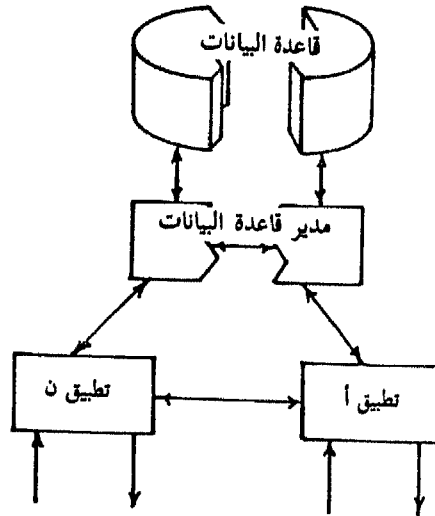 قاعدة البيانات
مدير قاعدة البيانات
تطبيق أ
تطبيق ن